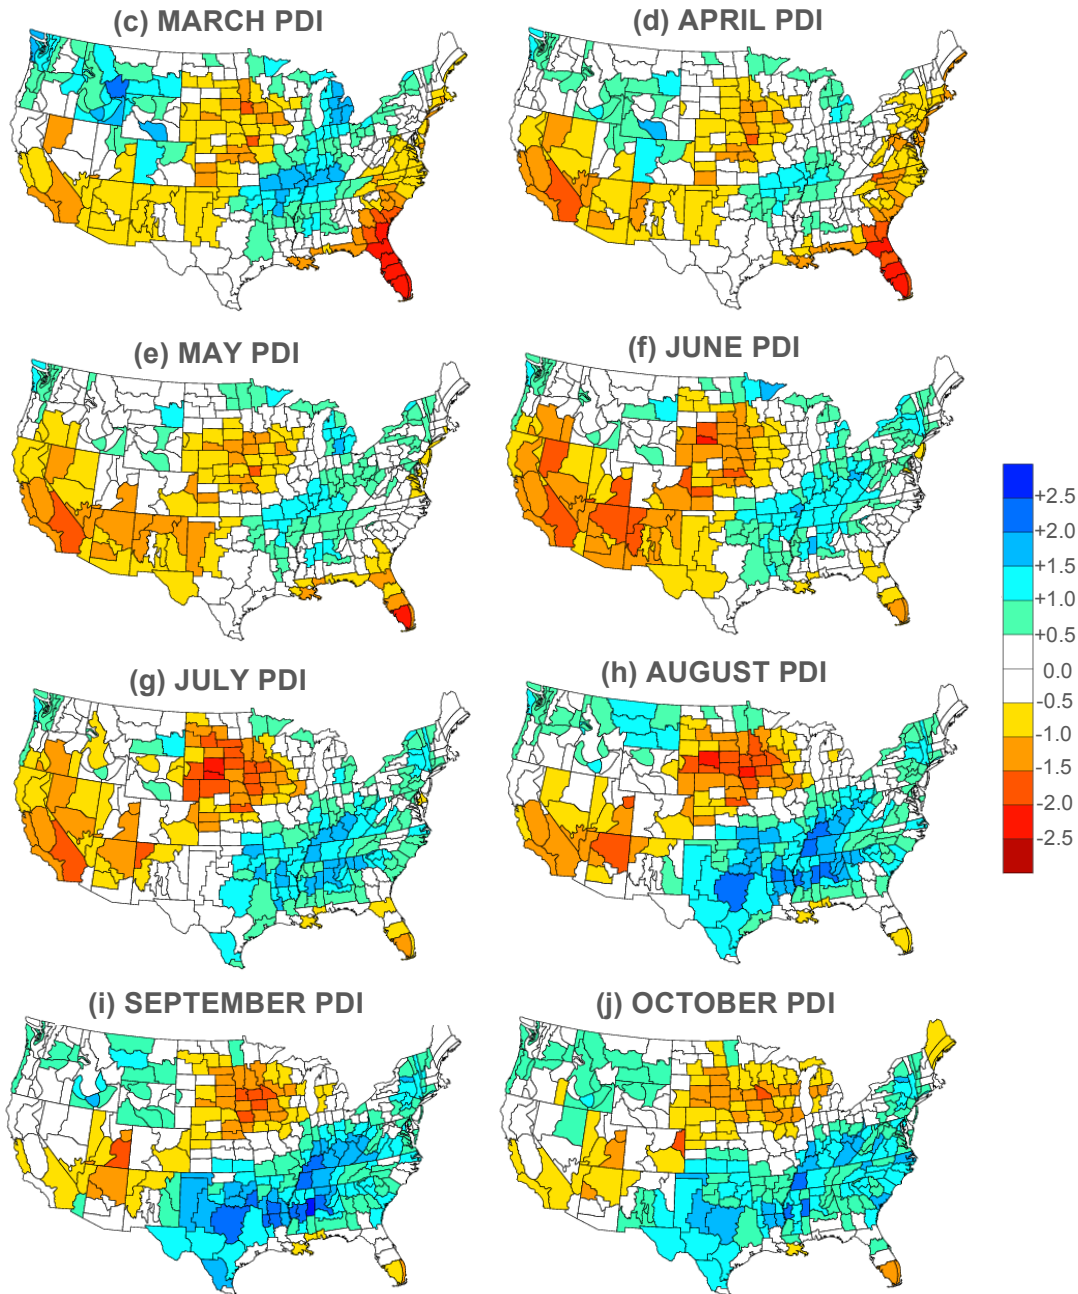 (c) MARCH PDI
(d) APRIL PDI
(e) MAY PDI
(f) JUNE PDI
+2.5
+2.0
+1.5
+1.0
+0.5
0.0
-0.5
-1.0
-1.5
-2.0
-2.5
(g) JULY PDI
(h) AUGUST PDI
(i) SEPTEMBER PDI
(j) OCTOBER PDI